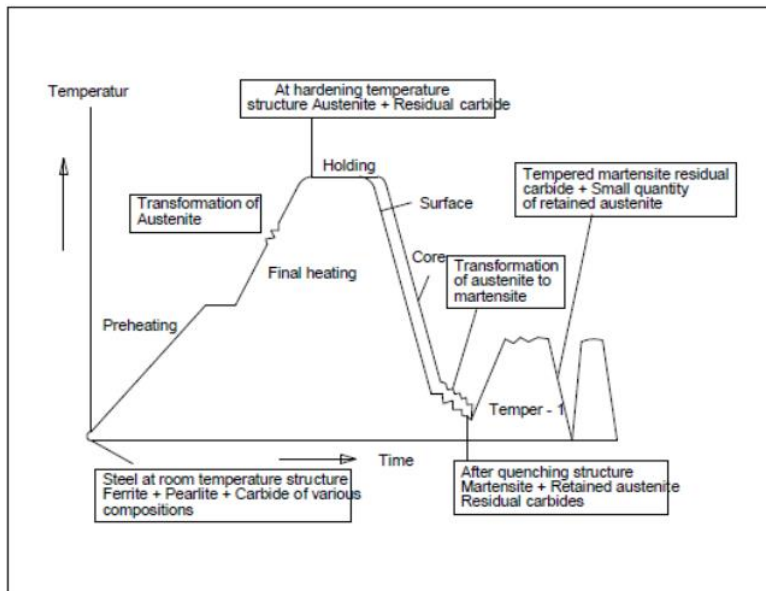 Temperatur
At hardening temperature
structure Austenite + Residual carbide
Holding
Tempered martensite residual
carbide + Small quantity
of retained austenite
Transformation of
Austenite
Surface
Core
Transformation
of austenite to
martensite
Final heating
Preheating
Temper - 1
Time
Steel at room temperature structure
Ferrite + Pearlite + Carbide of various
compositions
After quenching structure
Martensite + Retained austenite
Residual carbides